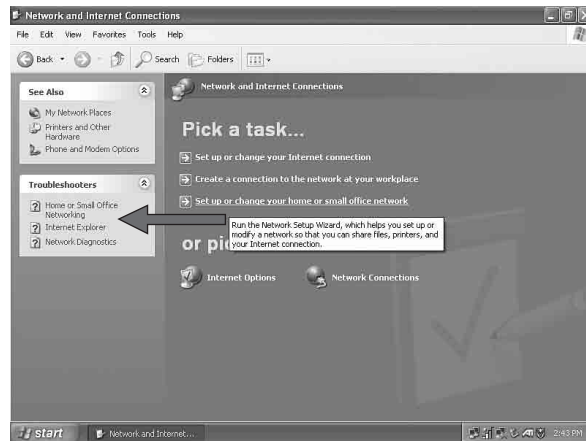 Network and Internet Connections
File Edit View Favorites Tools Help
Back Search Folders
See Also
My Network Places
Printers and Other
Hardware
Phone and Modem Options
Troubleshooters
Home or Small Office
Networking
Internet Explorer
Network Diagnostics
Network and Internet Connections
Pick a task...
Set up or change your Internet connection
Create a connection to the network at your workplace
Set up or change your home or small office network
Run the Network Setup Wizard, which helps you set up or
modify a network so that you can share files, printers, and
your Internet connection.
or pi
Internet Options Network Connections
start Network and Internet... 2:43 PM